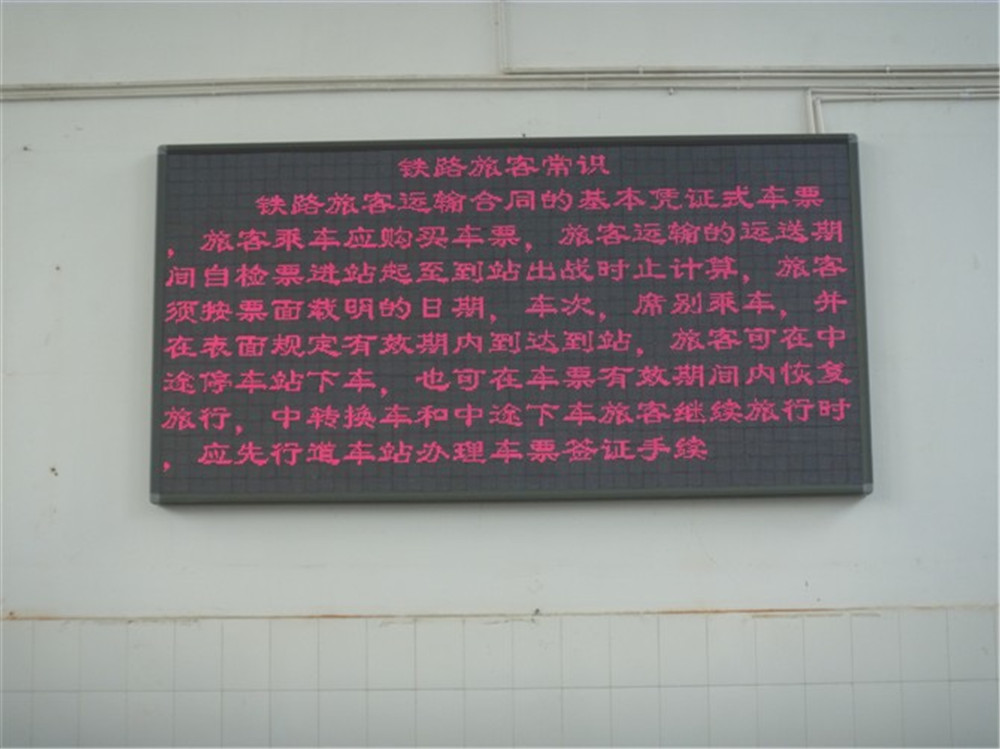 铁路旅客常识
铁路旅客运输合同的基本凭证式车票
，旅客乘车应购买车票，旅客运输的运送期
间自检票进站起至到站出战时止计算，旅客
须按票面载明的日期，车次，席别乘车，并
在表面规定有效期内到达到站，旅客可在中
途停车站下车，也可在车票有效期间内恢复
旅行，中转换车和中途下车旅客继续旅行时
，应先行道车站办理车票签证手续